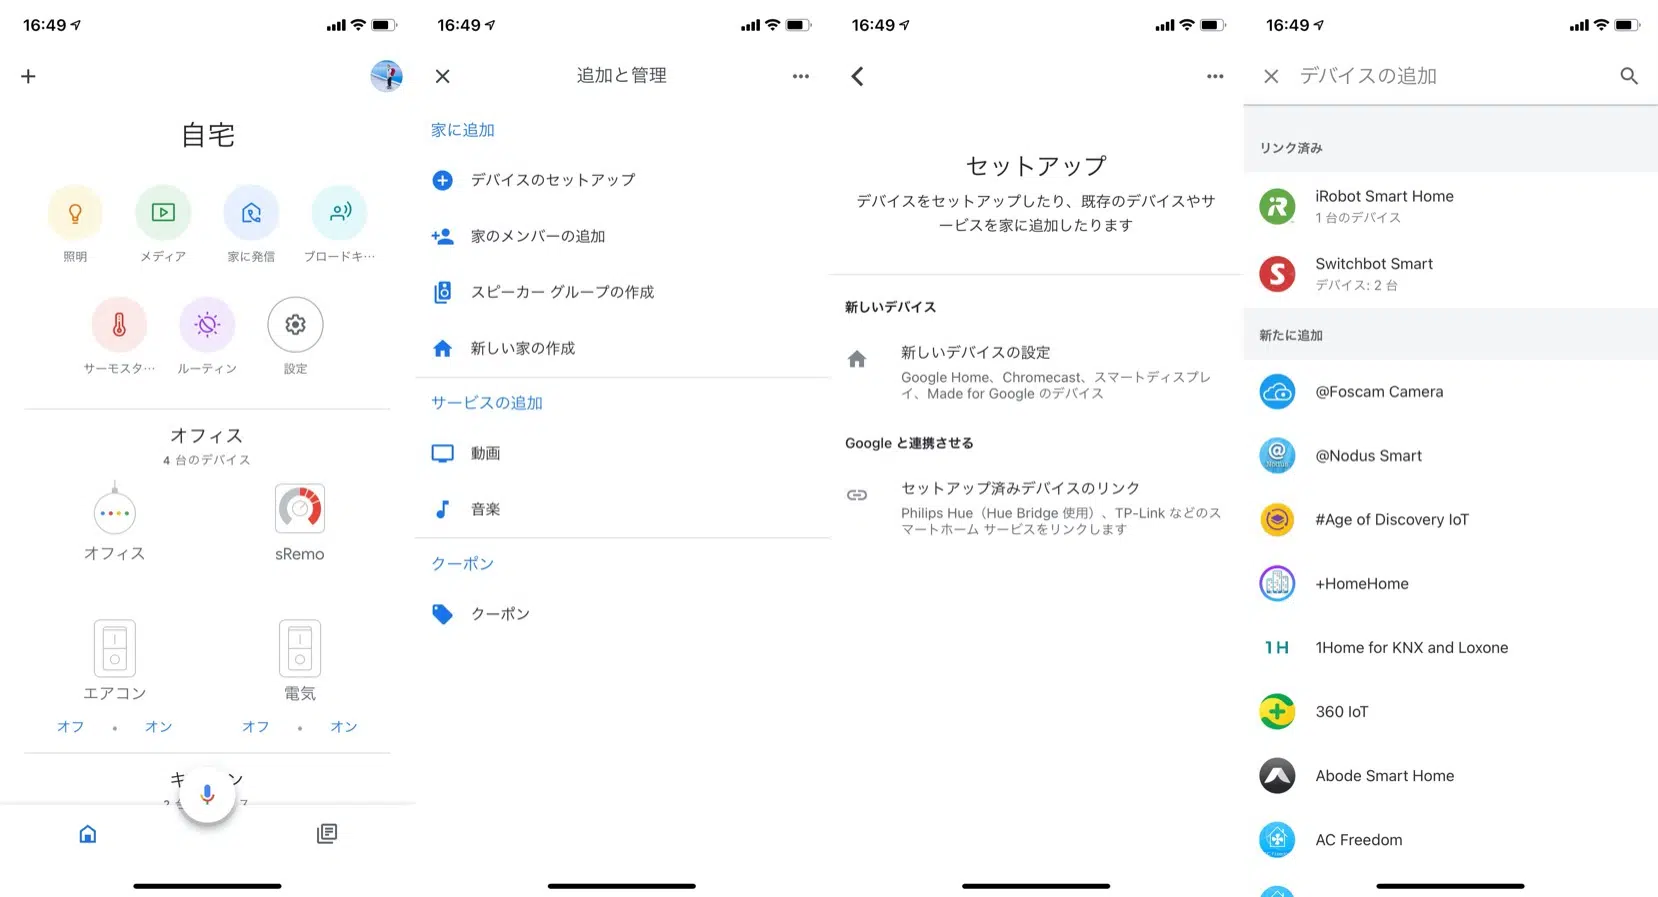 16:49
自宅
照明
メディア
家に発信
ブロードキ…
サーモスタ…
ルーティン
設定
オフィス
4 台のデバイス
オフィス
sRemo
エアコン
電気
オフ
オン
オフ
オン
16:49
追加と管理
家に追加
デバイスのセットアップ
家のメンバーの追加
スピーカー グループの作成
新しい家の作成
サービスの追加
動画
音楽
クーポン
クーポン
16:49
セットアップ
デバイスをセットアップしたり、既存のデバイスやサ
ービスを家に追加したります
新しいデバイス
新しいデバイスの設定
Google Home、Chromecast、スマートディスプレ
イ、Made for Google のデバイス
Google と連携させる
セットアップ済みデバイスのリンク
Philips Hue（Hue Bridge 使用）、TP-Link などのス
マートホーム サービスをリンクします
16:49
デバイスの追加
リンク済み
iRobot Smart Home
1 台のデバイス
Switchbot Smart
デバイス: 2 台
新たに追加
@Foscam Camera
@Nodus Smart
#Age of Discovery IoT
+HomeHome
1H
1Home for KNX and Loxone
360 IoT
Abode Smart Home
AC Freedom